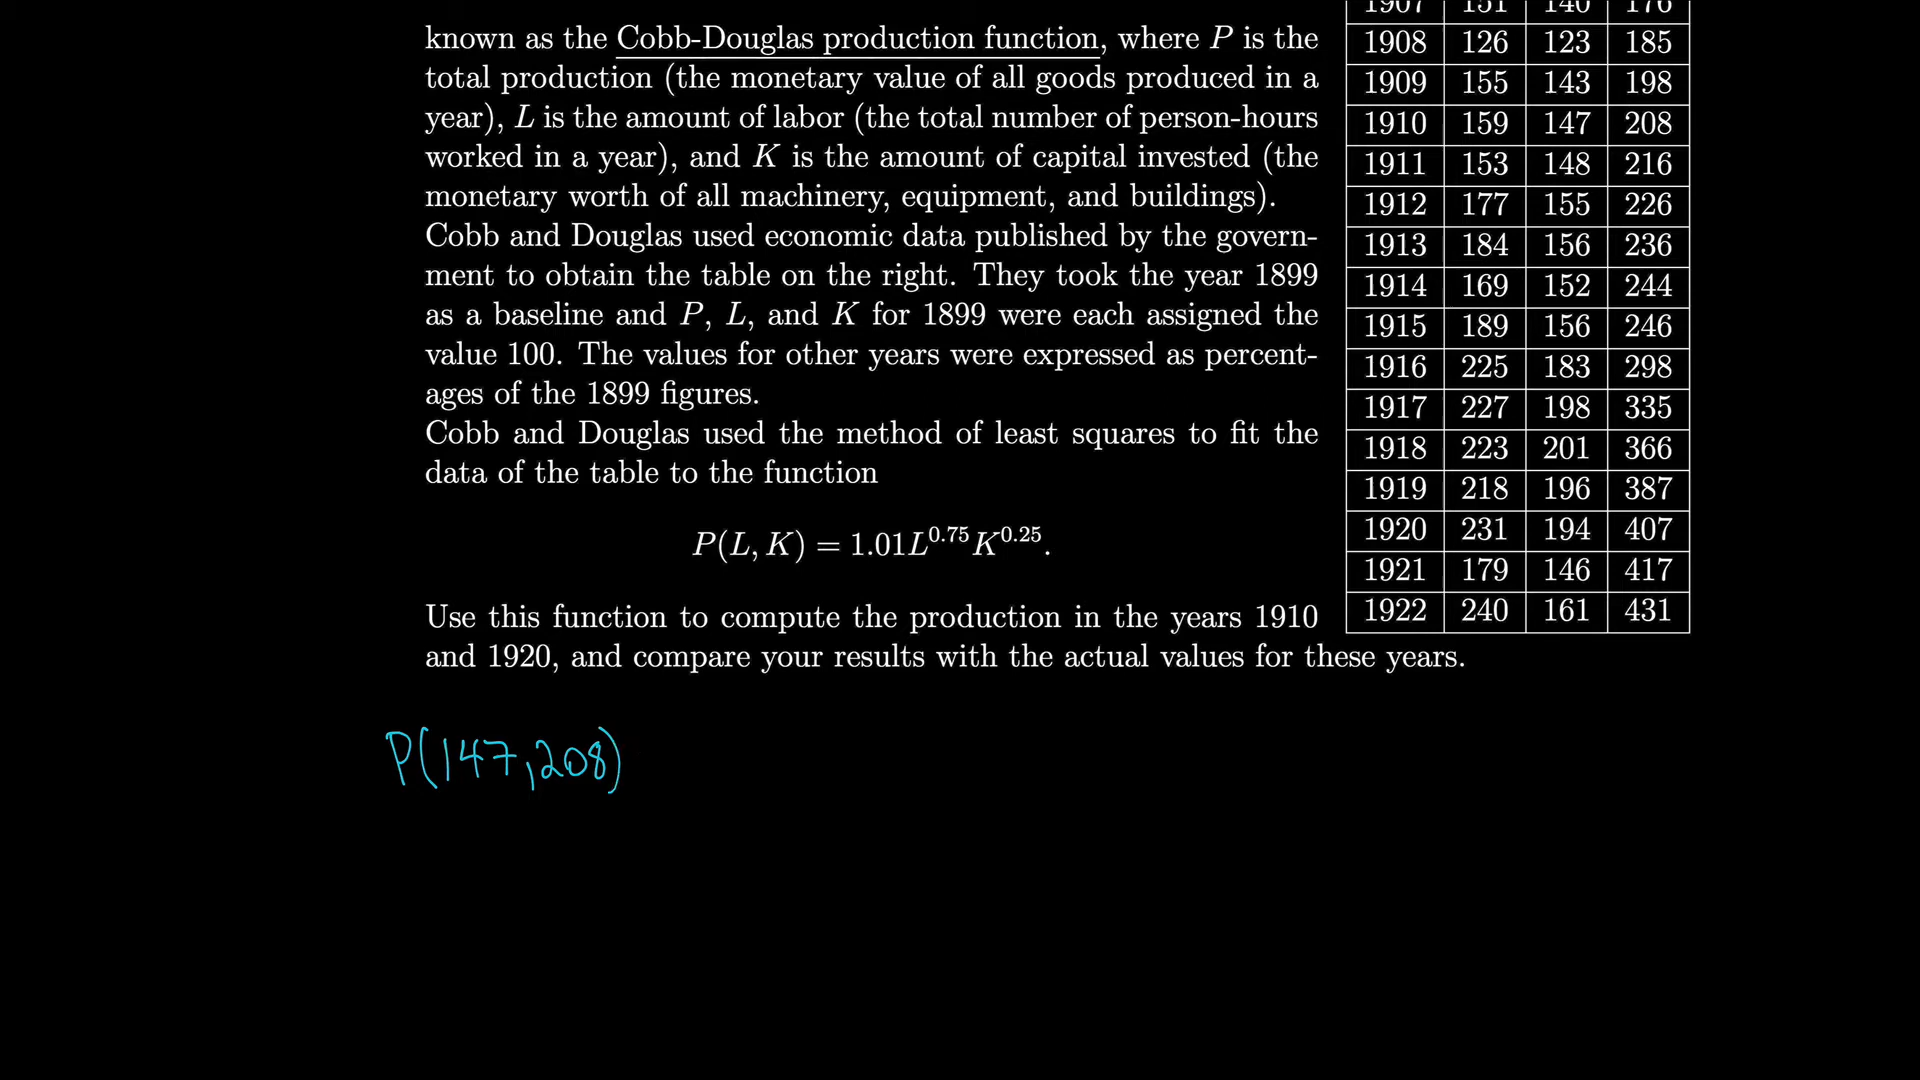 known as the Cobb-Douglas production function, where P is the
total production (the monetary value of all goods produced in a
year), L is the amount of labor (the total number of person-hours
worked in a year), and K is the amount of capital invested (the
monetary worth of all machinery, equipment, and buildings).
Cobb and Douglas used economic data published by the govern-
ment to obtain the table on the right. They took the year 1899
as a baseline and P, L, and K for 1899 were each assigned the
value 100. The values for other years were expressed as percent-
ages of the 1899 figures.
Cobb and Douglas used the method of least squares to fit the
data of the table to the function
P(L, K) = 1.01L^0.75 K^0.25.
Use this function to compute the production in the years 1910
and 1920, and compare your results with the actual values for these years.
1907 151 140 176
1908 126 123 185
1909 155 143 198
1910 159 147 208
1911 153 148 216
1912 177 155 226
1913 184 156 236
1914 169 152 244
1915 189 156 246
1916 225 183 298
1917 227 198 335
1918 223 201 366
1919 218 196 387
1920 231 194 407
1921 179 146 417
1922 240 161 431
P(147,208)